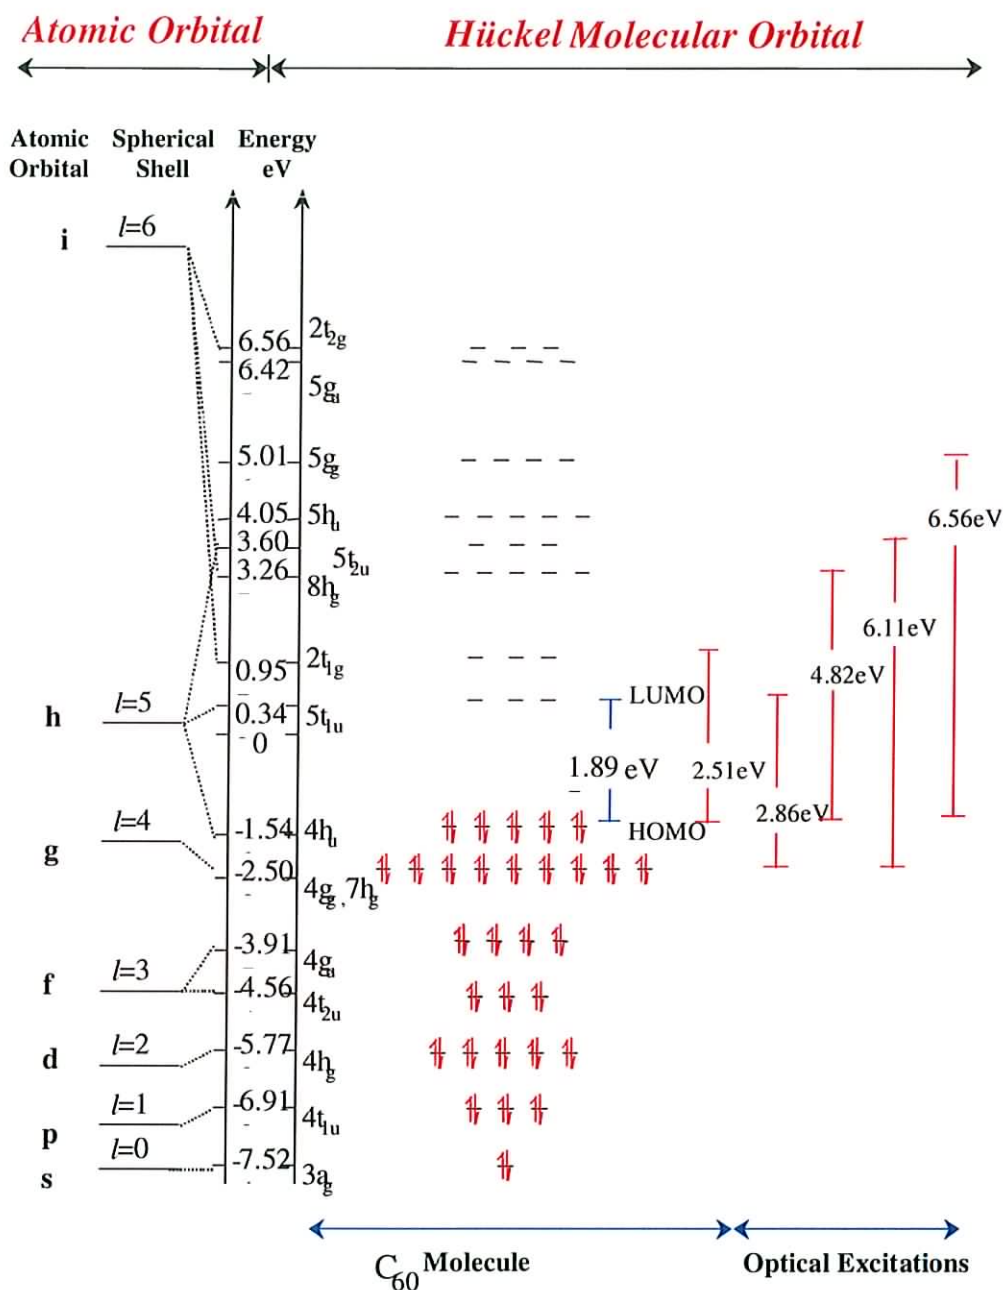 Atomic Orbital Hückel Molecular Orbital
Atomic Spherical Energy
Orbital Shell eV
i l=6
6.56 2t2g
6.42
5gu
5.01 5gg
4.05 5hu
6.56eV
3.60
5t2u
3.26
8hg
6.11eV
2t1g
0.95
4.82eV
h l=5 LUMO
0.34 5t1u
0
1.89 eV 2.51eV
2.86eV
g l=4 -1.54 4hu HOMO
-2.50
4gg, 7hg
-3.91
4gu
f l=3
-4.56 4t2u
d l=2 -5.77
4hg
p l=1 -6.91
4t1u
s l=0 -7.52 3ag
C60 Molecule Optical Excitations